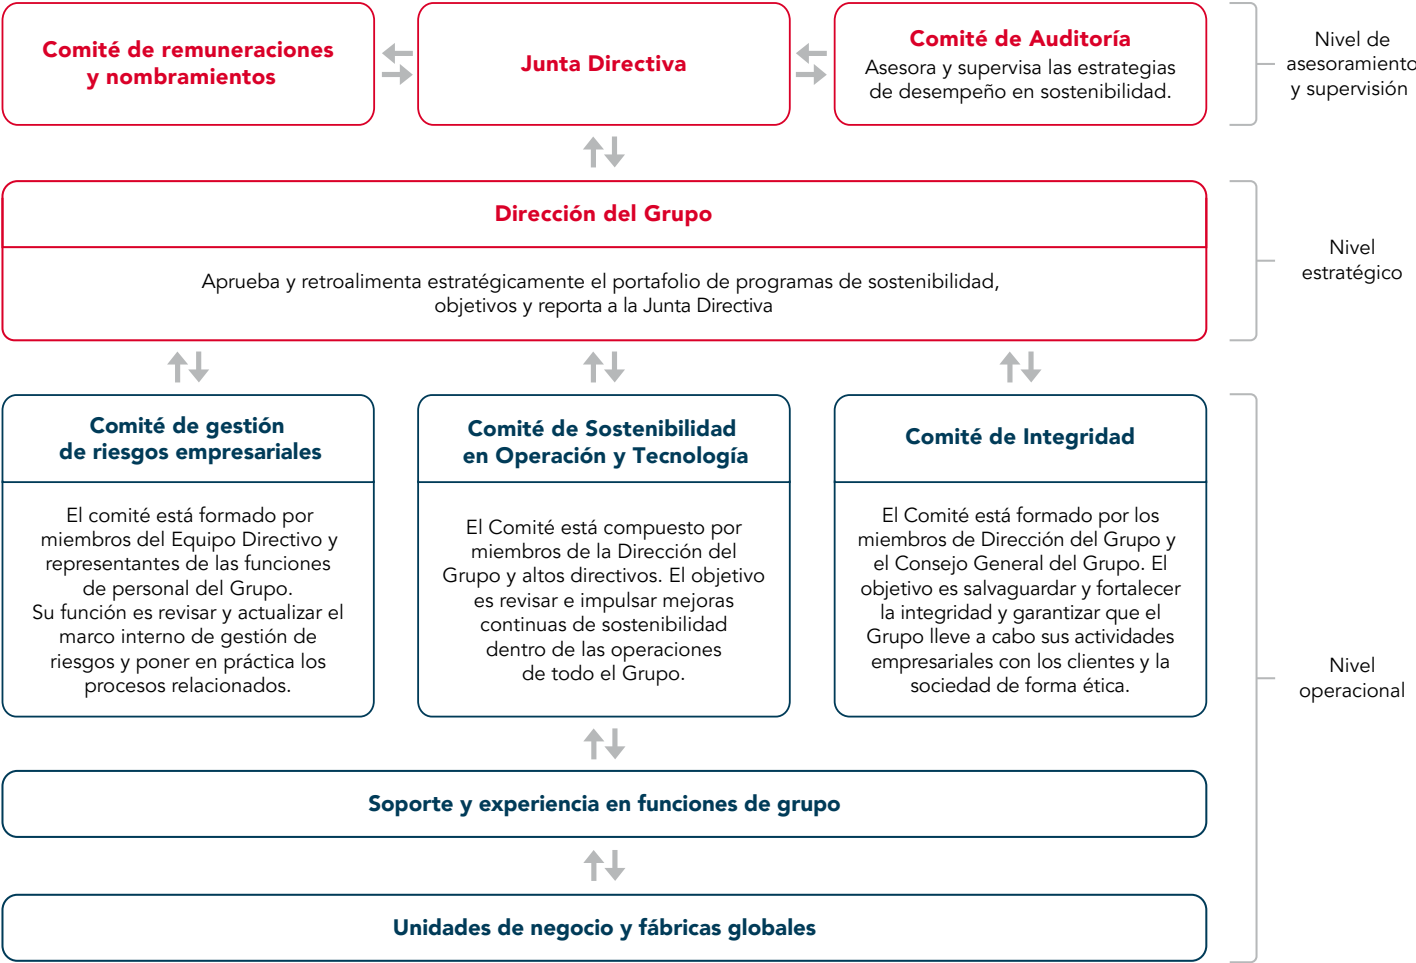 Comité de remuneraciones
y nombramientos
Junta Directiva
Comité de Auditoría
Asesora y supervisa las estrategias
de desempeño en sostenibilidad.
Nivel de
asesoramiento
y supervisión
Dirección del Grupo
Aprueba y retroalimenta estratégicamente el portafolio de programas de sostenibilidad,
objetivos y reporta a la Junta Directiva
Nivel
estratégico
Comité de gestión
de riesgos empresariales
El comité está formado por
miembros del Equipo Directivo y
representantes de las funciones
de personal del Grupo.
Su función es revisar y actualizar el
marco interno de gestión de
riesgos y poner en práctica los
procesos relacionados.
Comité de Sostenibilidad
en Operación y Tecnología
El Comité está compuesto por
miembros de la Dirección del
Grupo y altos directivos. El objetivo
es revisar e impulsar mejoras
continuas de sostenibilidad
dentro de las operaciones
de todo el Grupo.
Comité de Integridad
El Comité está formado por los
miembros de Dirección del Grupo y
el Consejo General del Grupo. El
objetivo es salvaguardar y fortalecer
la integridad y garantizar que el
Grupo lleve a cabo sus actividades
empresariales con los clientes y la
sociedad de forma ética.
Nivel
operacional
Soporte y experiencia en funciones de grupo
Unidades de negocio y fábricas globales